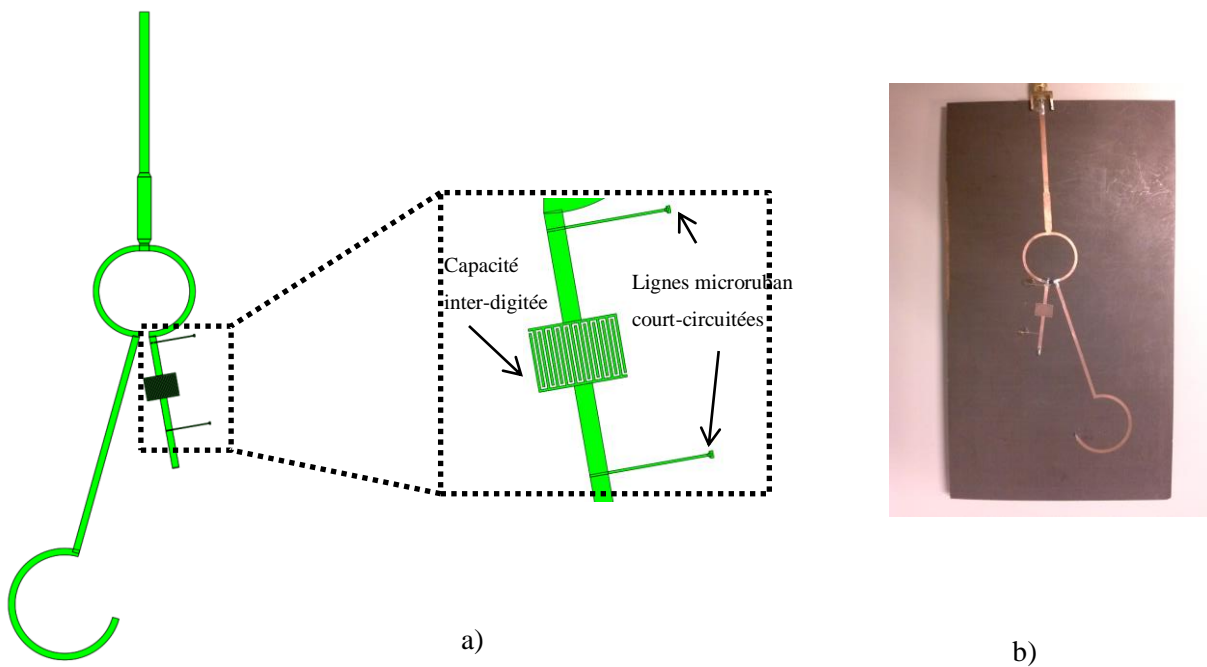 Capacité
inter-digitée
Lignes microruban
court-circuitées
a)
b)